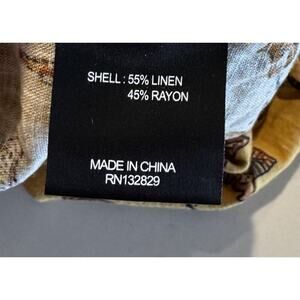 SHELL : 55% LINEN
45% RAYON
MADE IN CHINA
RN132829